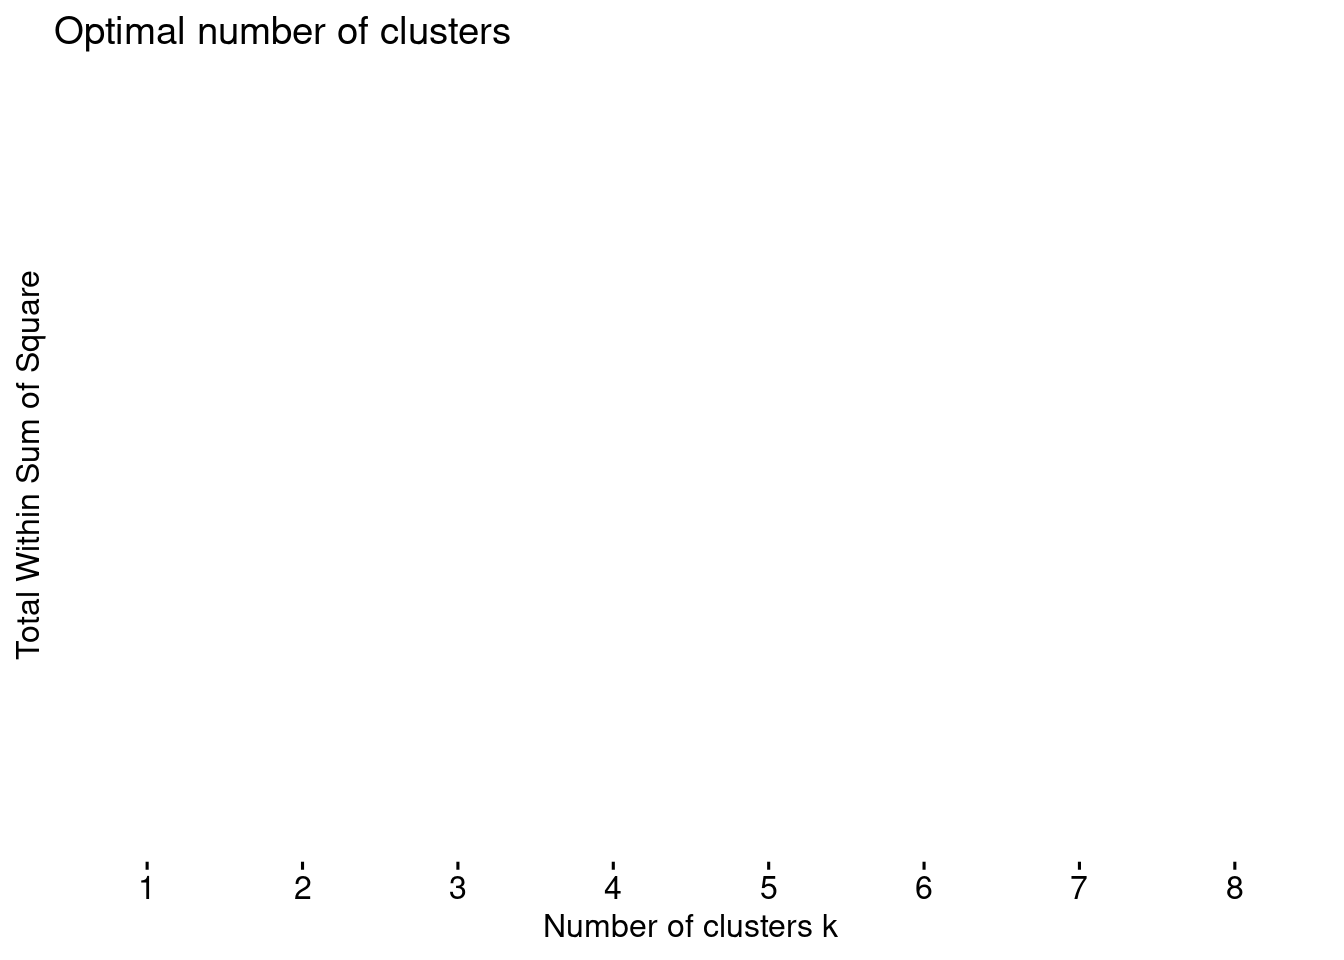 Optimal number of clusters
Total Within Sum of Square
1 2 3 4 5 6 7 8
Number of clusters k